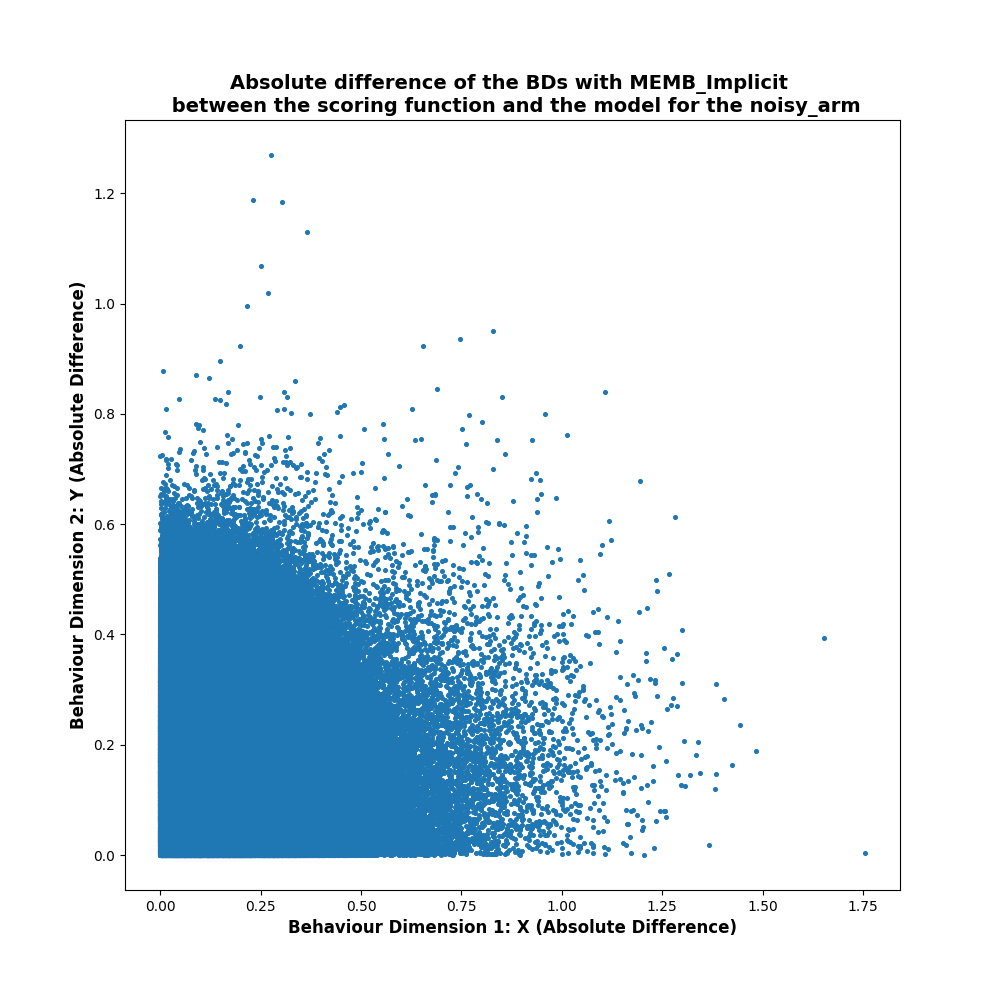 Absolute difference of the BDs with MEMB_Implicit
between the scoring function and the model for the noisy_arm
1.2
1.0
0.8
0.6
0.4
0.2
0.0
Behaviour Dimension 2: Y (Absolute Difference)
0.00 0.25 0.50 0.75 1.00 1.25 1.50 1.75
Behaviour Dimension 1: X (Absolute Difference)